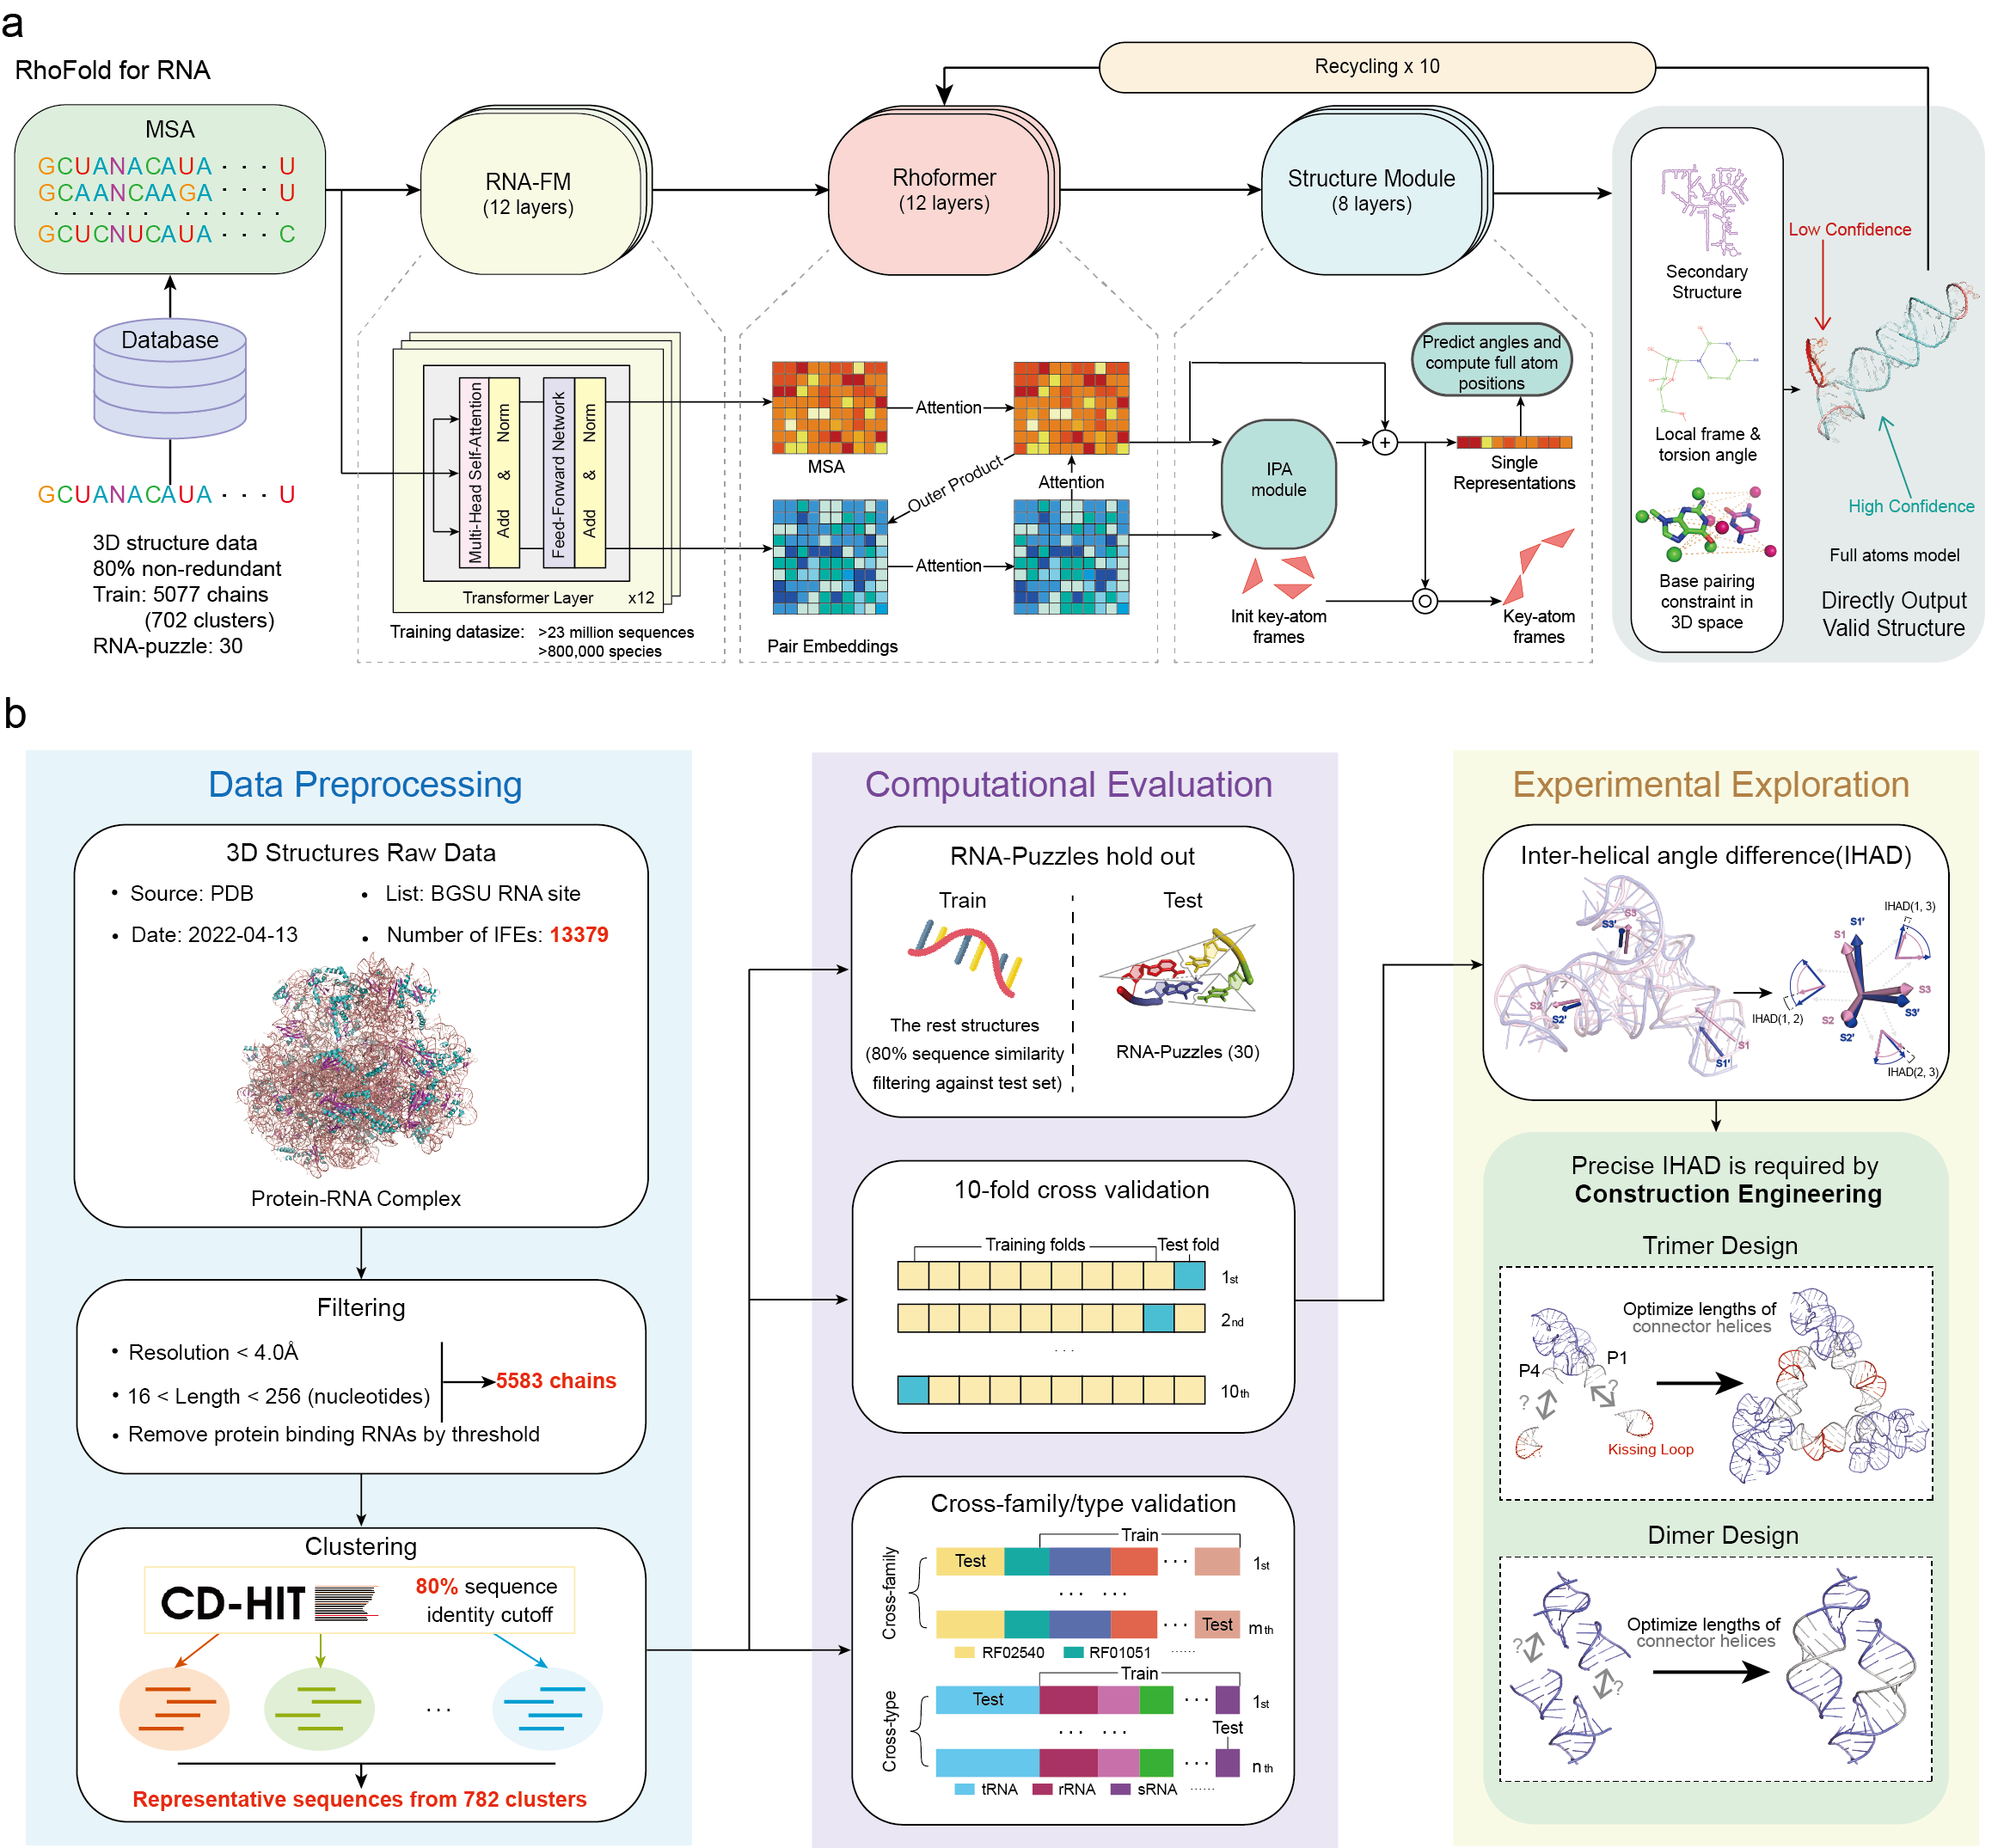 a
RhoFold for RNA
Recycling x 10
MSA
GCUANACAUA · · · U
GCAANCAAGA · · · U
· · · · · · · · · · · ·
GCUCNUCAUA · · · C
Database
GCUANACAUA · · · U
3D structure data
80% non-redundant
Train: 5077 chains
(702 clusters)
RNA-puzzle: 30
RNA-FM
(12 layers)
Multi-Head Self-Attention
Add & Norm
Feed-Forward Network
Add & Norm
Transformer Layer x12
Training datasize: >23 million sequences
>800,000 species
Rhoformer
(12 layers)
Attention
MSA
Outer Product
Attention
Attention
Pair Embeddings
Structure Module
(8 layers)
Predict angles and
compute full atom
positions
IPA
module
+
Single
Representations
Init key-atom
frames
Key-atom
frames
Secondary
Structure
Local frame &
torsion angle
Base pairing
constraint in
3D space
Low Confidence
High Confidence
Full atoms model
Directly Output
Valid Structure
b
Data Preprocessing
3D Structures Raw Data
• Source: PDB
• List: BGSU RNA site
• Date: 2022-04-13
• Number of IFEs: 13379
Protein-RNA Complex
Filtering
• Resolution < 4.0Å
• 16 < Length < 256 (nucleotides)
• Remove protein binding RNAs by threshold
5583 chains
Clustering
CD-HIT
80% sequence
identity cutoff
· · ·
Representative sequences from 782 clusters
Computational Evaluation
RNA-Puzzles hold out
Train
Test
The rest structures
(80% sequence similarity
filtering against test set)
RNA-Puzzles (30)
10-fold cross validation
Training folds
Test fold
1st
2nd
· · ·
10th
Cross-family/type validation
Cross-family
Train
Test · · · 1st
· · · · · ·
· · · Test mth
RF02540 RF01051 ······
Cross-type
Train
Test · · · 1st
· · · · · ·
Test
· · · nth
tRNA rRNA sRNA ······
Experimental Exploration
Inter-helical angle difference(IHAD)
S3
S3'
S2
S2'
S1
S1'
IHAD(1, 3)
S1'
S1
S3
S3'
S2
S2'
IHAD(1, 2)
IHAD(2, 3)
Precise IHAD is required by
Construction Engineering
Trimer Design
Optimize lengths of
connector helices
P4
P1
?
?
Kissing Loop
Dimer Design
Optimize lengths of
connector helices
?
?